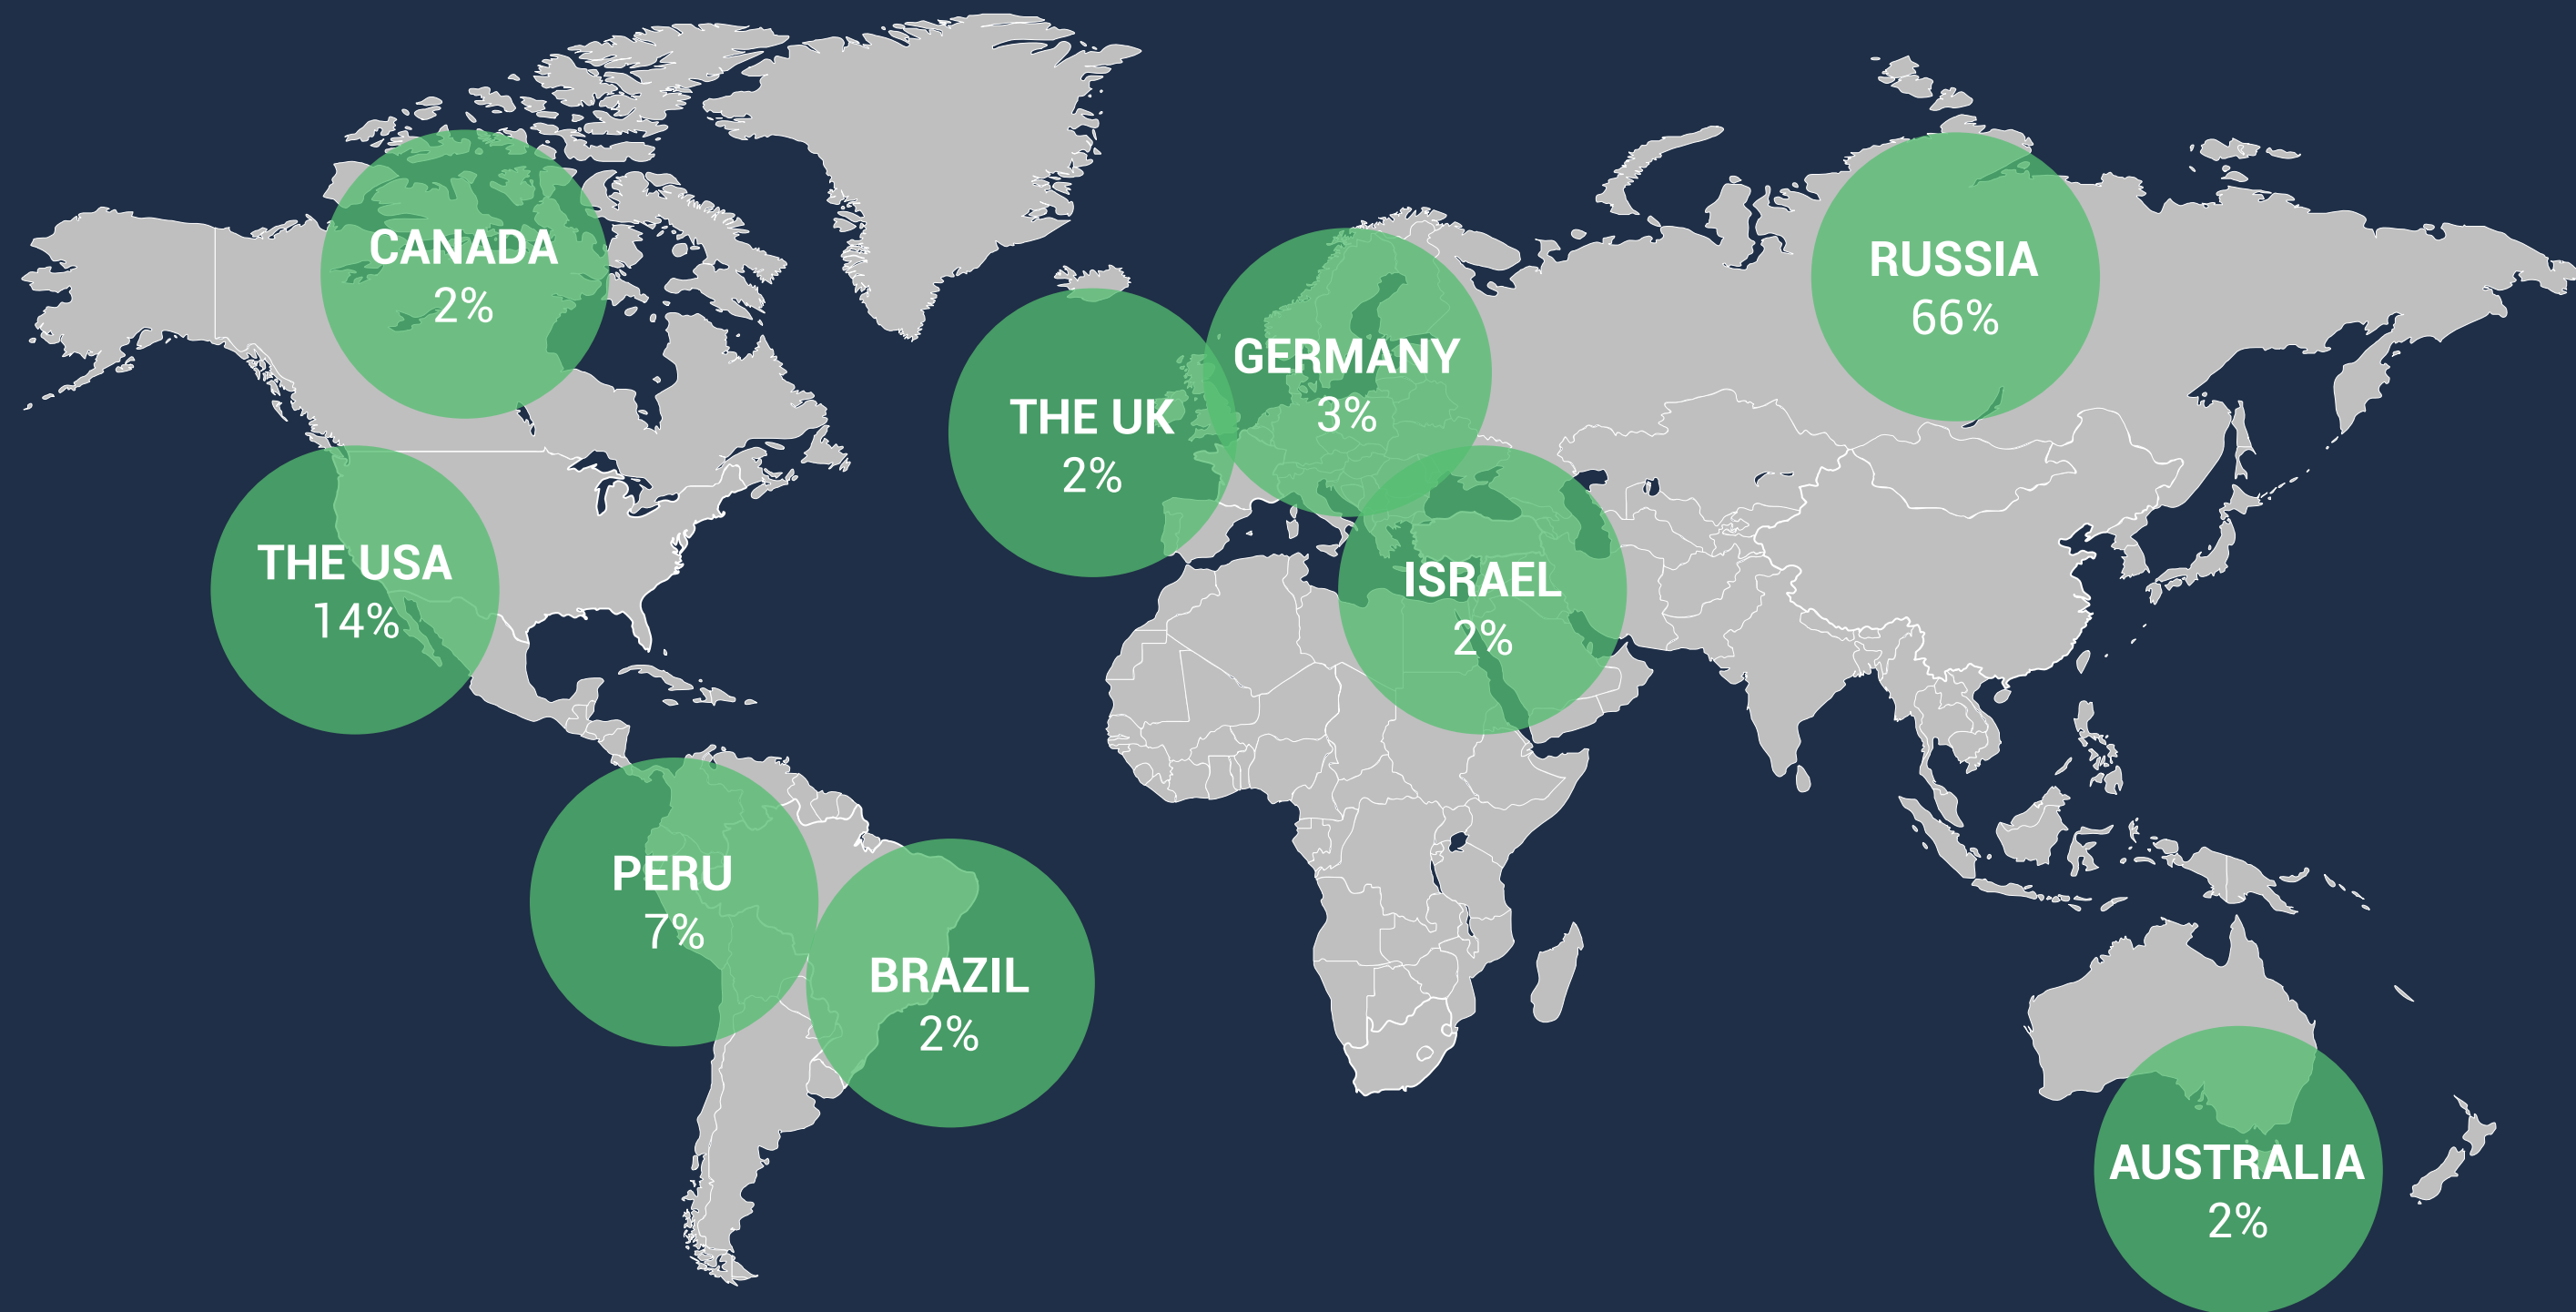 CANADA
2%
RUSSIA
66%
GERMANY
3%
THE UK
2%
THE USA
14%
ISRAEL
2%
PERU
7%
BRAZIL
2%
AUSTRALIA
2%